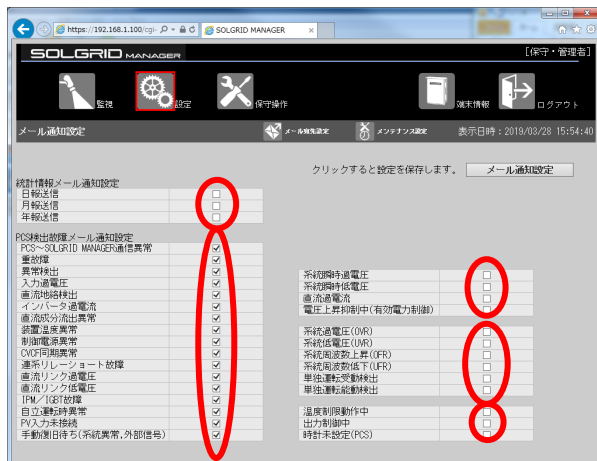 https://192.168.1.100/cgi-
SOLGRID MANAGER
×
SOLGRID MANAGER
[保守・管理者]
監視
設定
保守操作
端末情報
ログアウト
メール通知設定
メール宛先設定
メンテナンス設定
表示日時：2019/03/28 15:54:40
クリックすると設定を保存します。
メール通知設定
統計情報メール通知設定
日報送信
月報送信
年報送信
PCS検出故障メール通知設定
PCS～SOLGRID MANAGER通信異常
重故障
異常検出
入力過電圧
直流地絡検出
インバータ過電流
直流成分流出異常
装置温度異常
制御電源異常
CVCF同期異常
連系リレーショート故障
直流リンク過電圧
直流リンク低電圧
IPM／IGBT故障
自立運転時異常
PV入力未接続
手動復旧待ち(系統異常,外部信号)
系統瞬時過電圧
系統瞬時低電圧
直流過電流
電圧上昇抑制中(有効電力制御)
系統過電圧(OVR)
系統低電圧(UVR)
系統周波数上昇(OFR)
系統周波数低下(UFR)
単独運転受動検出
単独運転能動検出
温度制限動作中
出力制御中
時計未設定(PCS)